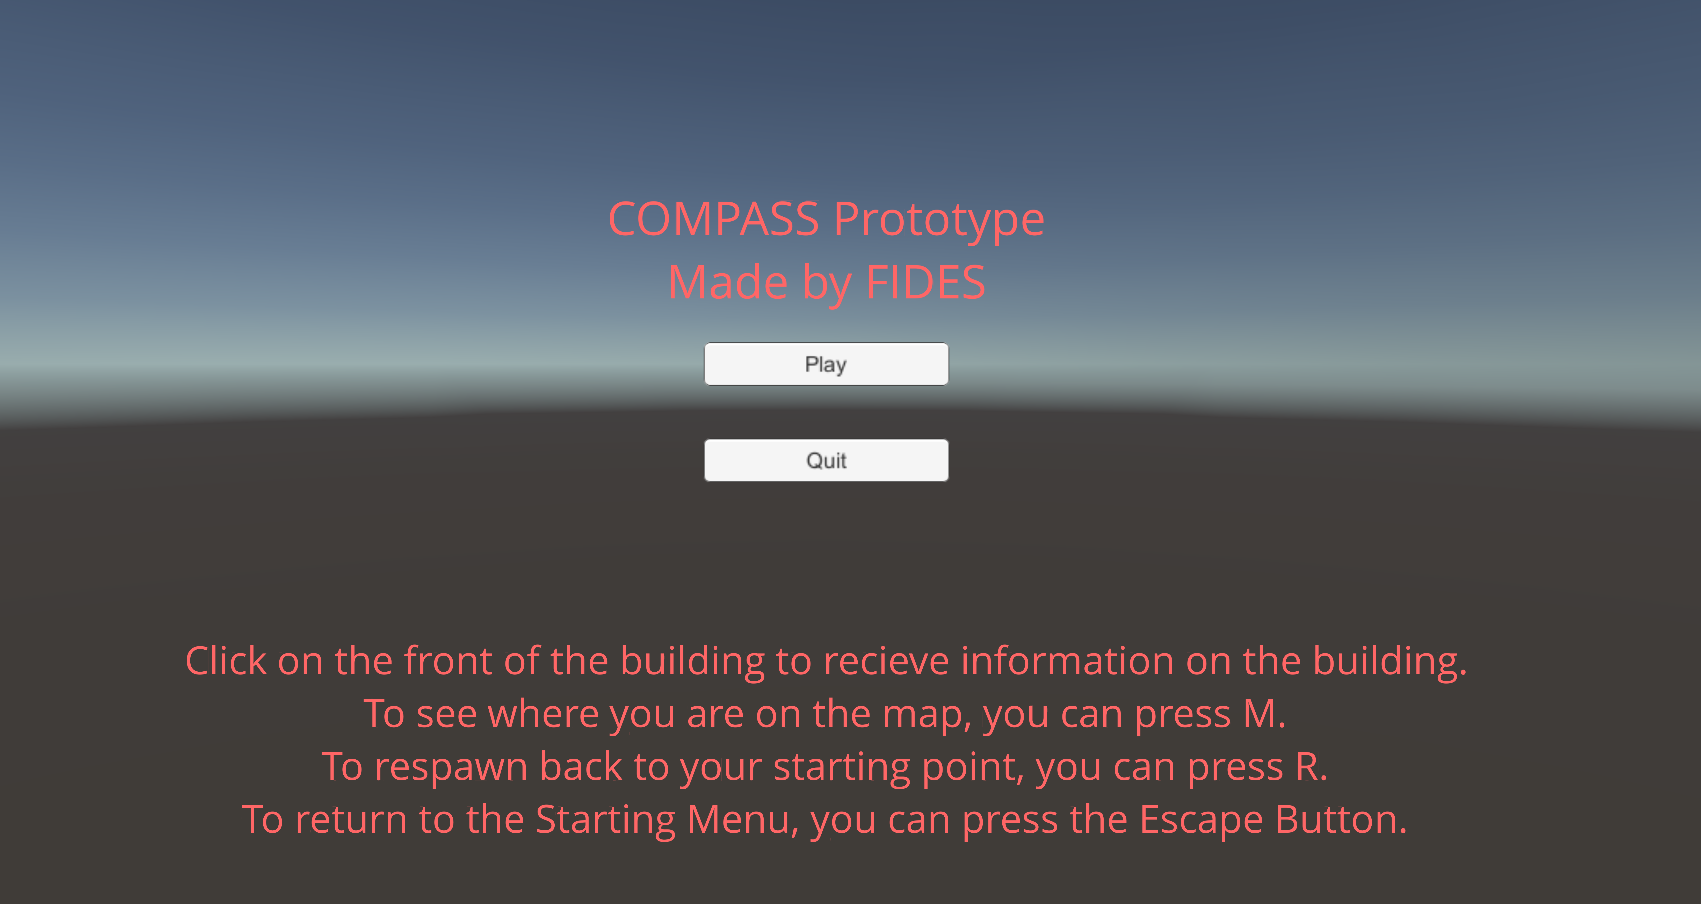 COMPASS Prototype
Made by FIDES
Play
Quit
Click on the front of the building to recieve information on the building.
To see where you are on the map, you can press M.
To respawn back to your starting point, you can press R.
To return to the Starting Menu, you can press the Escape Button.